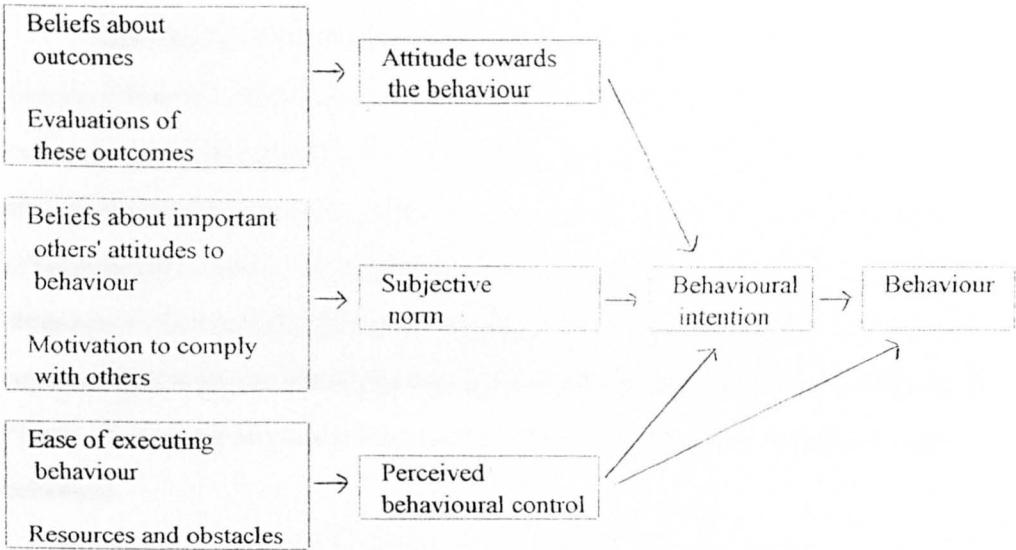 Beliefs about
outcomes
Evaluations of
these outcomes
Attitude towards
the behaviour
Beliefs about important
others' attitudes to
behaviour
Motivation to comply
with others
Subjective
norm
Behavioural
intention
Behaviour
Ease of executing
behaviour
Resources and obstacles
Perceived
behavioural control